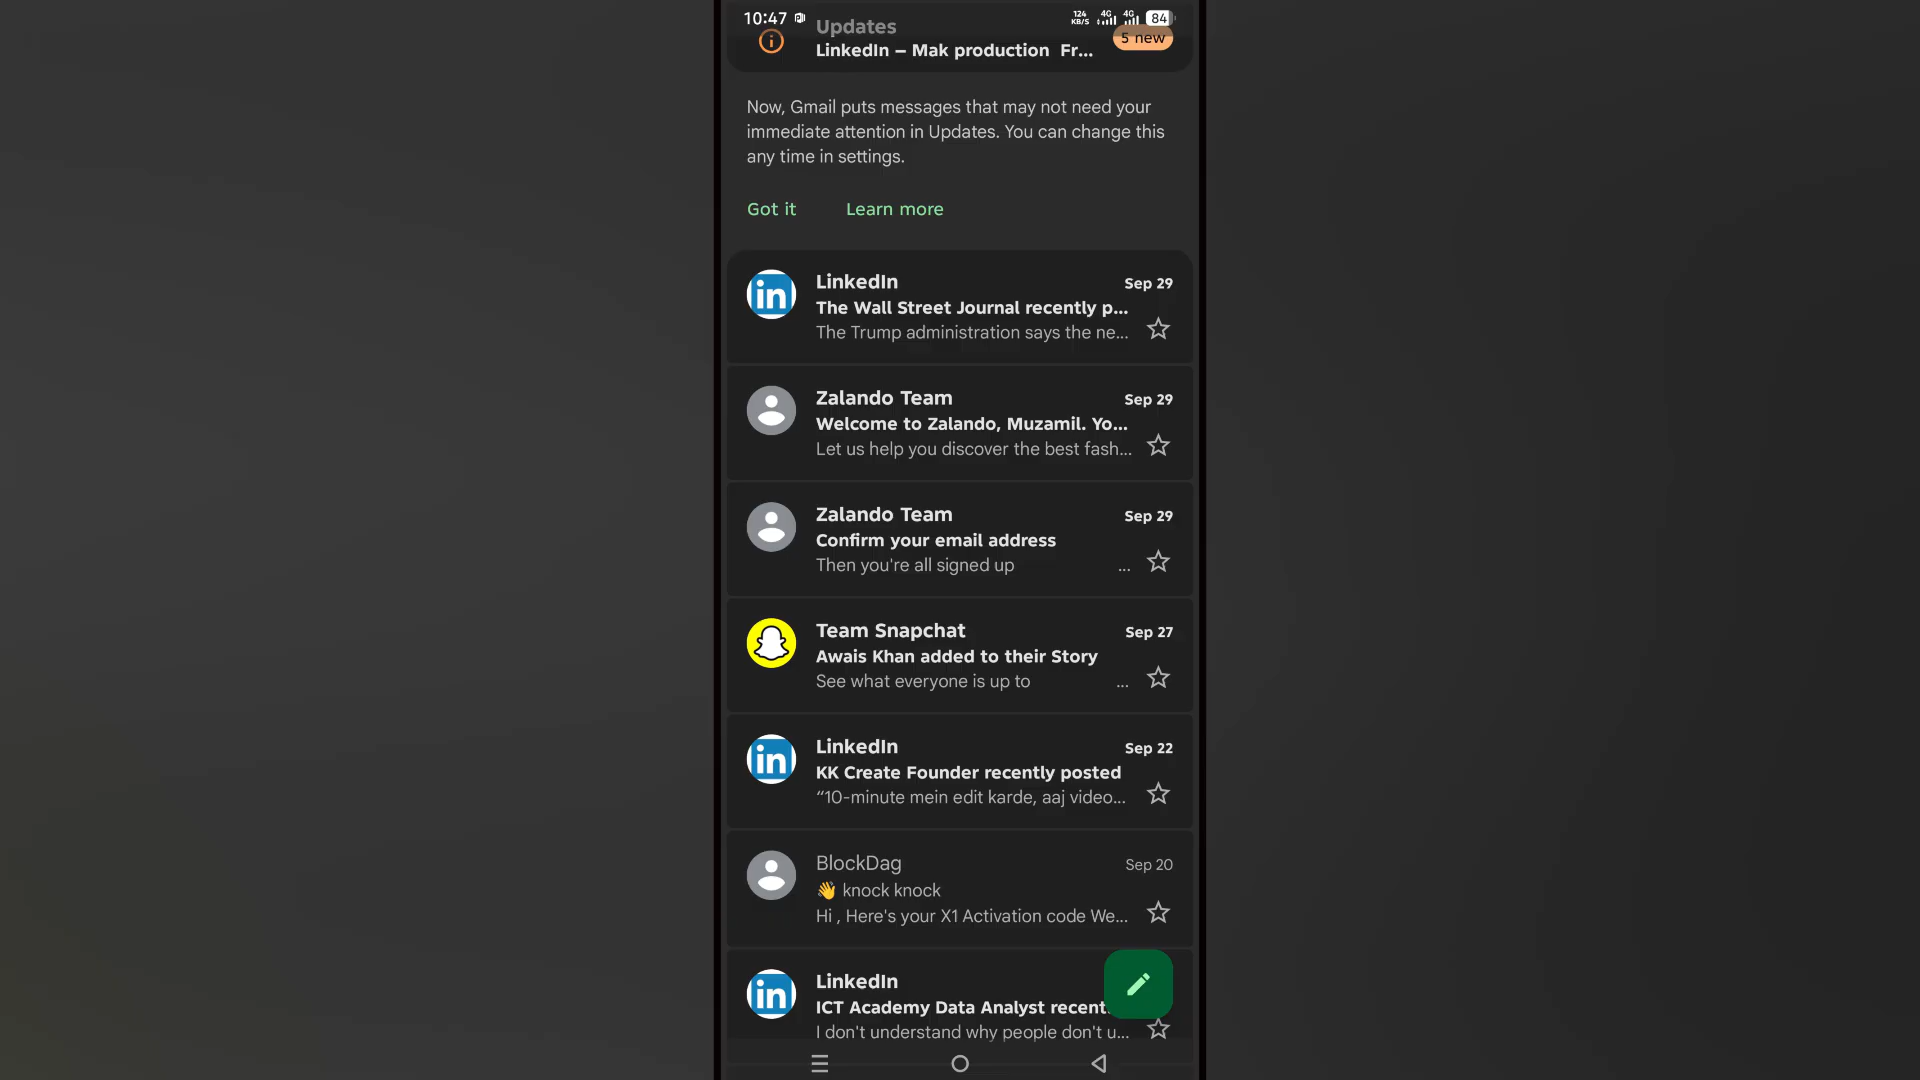 10:47
124
KB/S
4G
4G
84
Updates
5 new
LinkedIn – Mak production Fr...
Now, Gmail puts messages that may not need your
immediate attention in Updates. You can change this
any time in settings.
Got it
Learn more
LinkedIn
Sep 29
The Wall Street Journal recently p...
The Trump administration says the ne...
Zalando Team
Sep 29
Welcome to Zalando, Muzamil. Yo...
Let us help you discover the best fash...
Zalando Team
Sep 29
Confirm your email address
Then you're all signed up ...
Team Snapchat
Sep 27
Awais Khan added to their Story
See what everyone is up to ...
LinkedIn
Sep 22
KK Create Founder recently posted
“10-minute mein edit karde, aaj video...
BlockDag
Sep 20
👋 knock knock
Hi , Here's your X1 Activation code We...
LinkedIn
ICT Academy Data Analyst recent
I don't understand why people don't u...